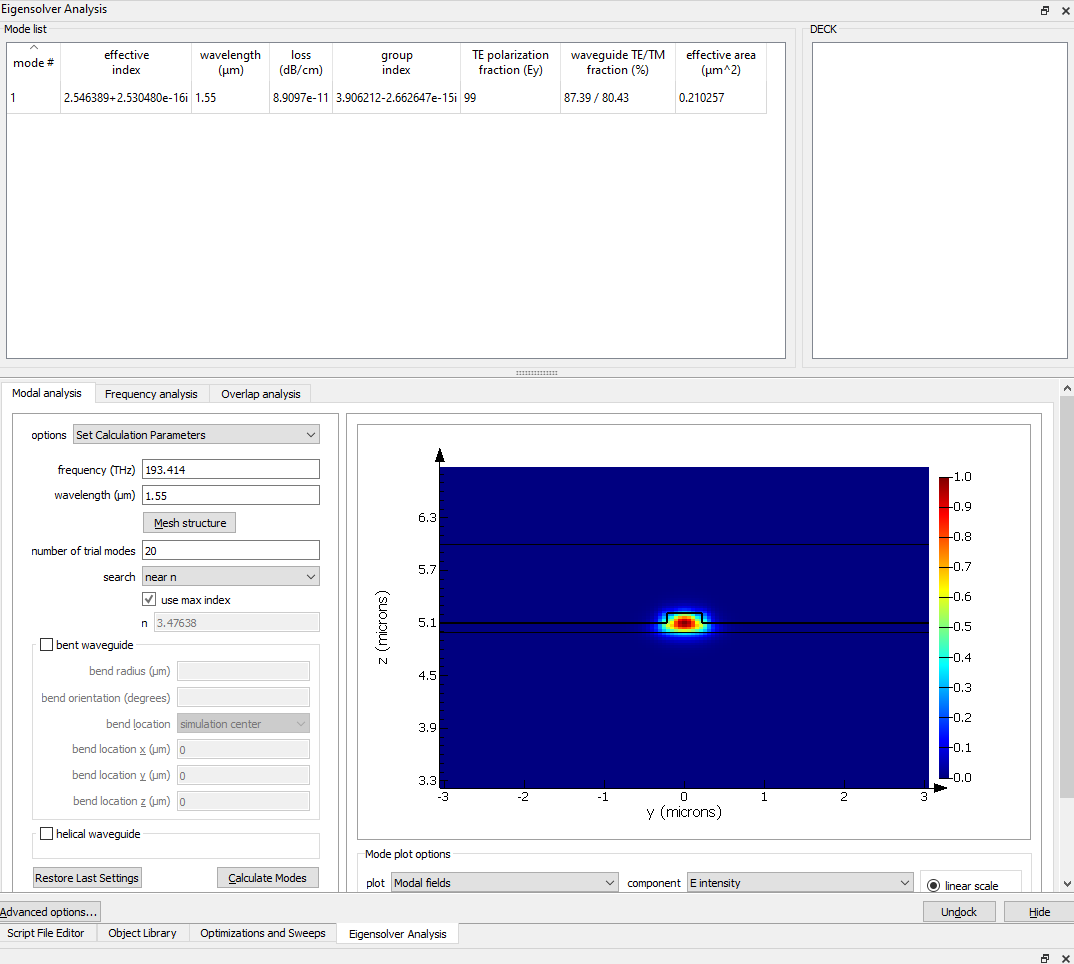 Eigensolver Analysis
Mode list
DECK
mode #
effective index
wavelength (µm)
loss (dB/cm)
group index
TE polarization fraction (Ey)
waveguide TE/TM fraction (%)
effective area (µm^2)
1 2.546389+2.530480e-16i 1.55 8.9097e-11 3.906212-2.662647e-15i 99 87.39 / 80.43 0.210257
Modal analysis Frequency analysis Overlap analysis
options Set Calculation Parameters
frequency (THz) 193.414
wavelength (µm) 1.55
Mesh structure
number of trial modes 20
search near n
use max index
n 3.47638
bent waveguide
bend radius (µm)
bend orientation (degrees)
bend location simulation center
bend location x (µm) 0
bend location y (µm) 0
bend location z (µm) 0
helical waveguide
Restore Last Settings Calculate Modes
z (microns)
6.3
5.7
5.1
4.5
3.9
3.3
-3 -2 -1 0 1 2 3
y (microns)
1.0
0.9
0.8
0.7
0.6
0.5
0.4
0.3
0.2
0.1
0.0
Mode plot options
plot Modal fields component E intensity linear scale
Advanced options... Undock Hide
Script File Editor Object Library Optimizations and Sweeps Eigensolver Analysis